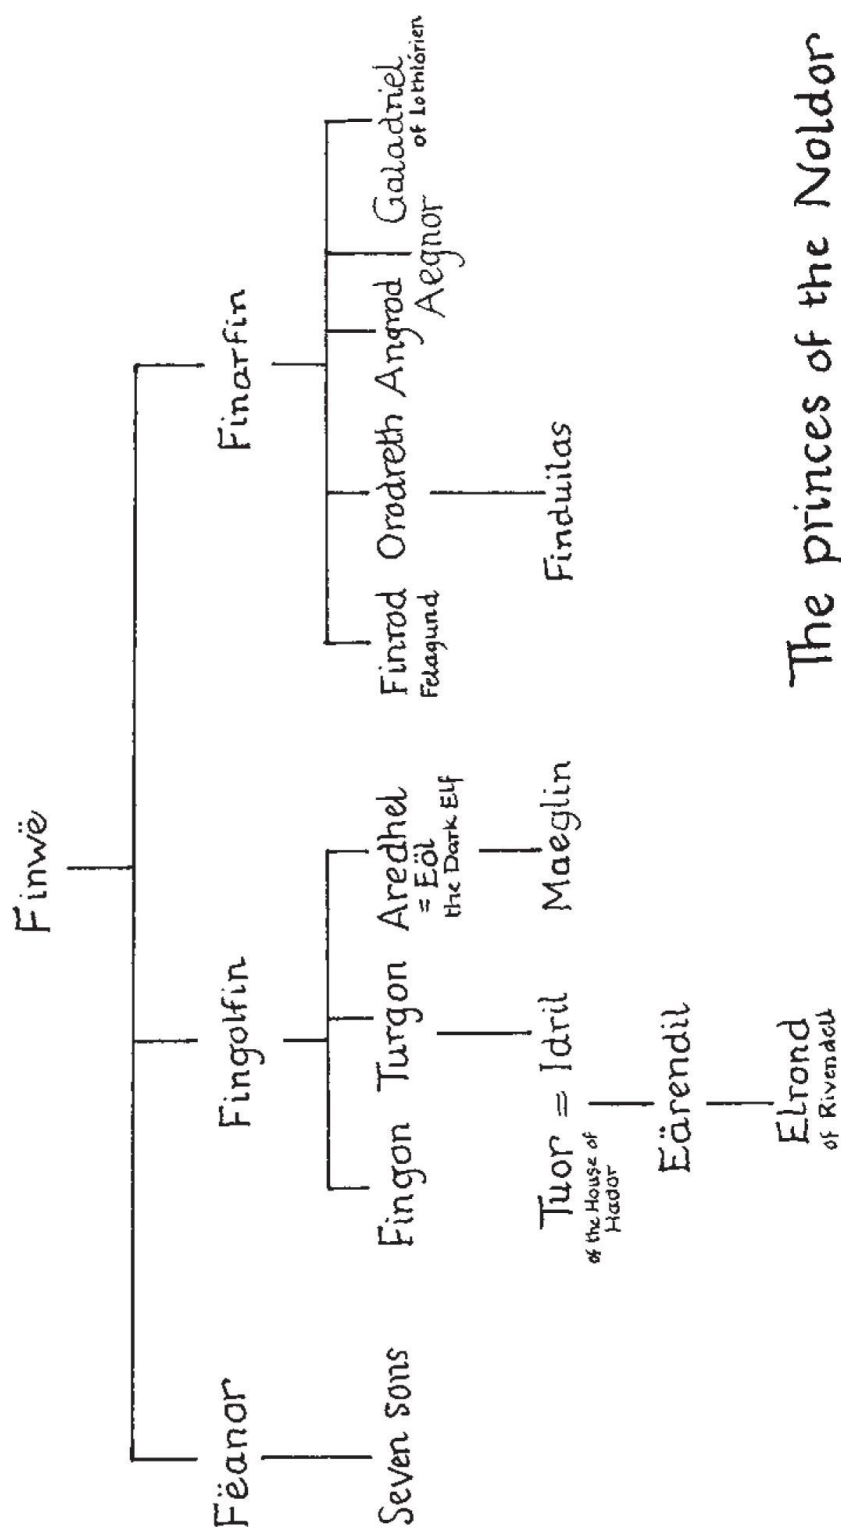 Finwë
Fëanor Fingolfin Finarfin
Seven sons Fingon Turgon Aredhel Finrod Orodreth Angrod Galadriel
= Eöl Felagund Aegnor of Lothlórien
the Dark Elf
Tuor = Idril Maeglin Finduilas
of the House of
Hador
Eärendil
Elrond
of Rivendell
The princes of the Noldor